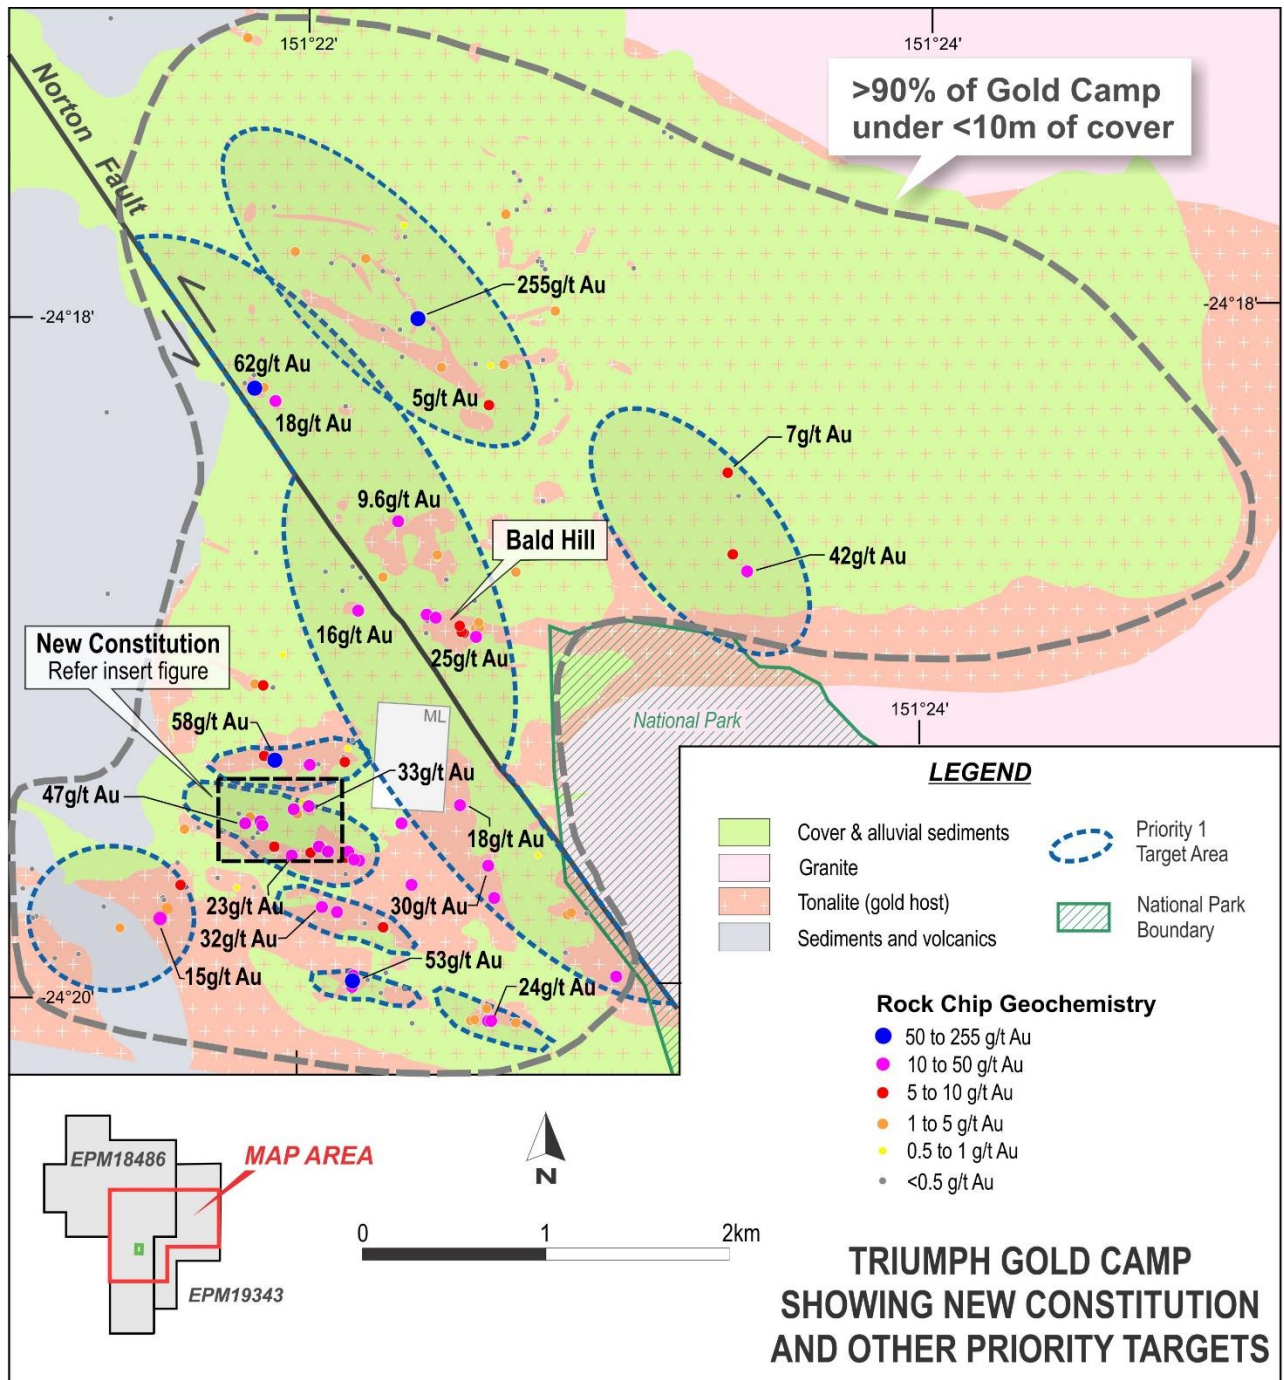 151°22'
151°24'
Norton Fault
>90% of Gold Camp
under <10m of cover
-24°18'
-24°18'
255g/t Au
62g/t Au
18g/t Au
5g/t Au
7g/t Au
9.6g/t Au
Bald Hill
42g/t Au
16g/t Au
25g/t Au
New Constitution
Refer insert figure
58g/t Au
ML
National Park
151°24'
47g/t Au
33g/t Au
18g/t Au
23g/t Au
30g/t Au
32g/t Au
15g/t Au
53g/t Au
24g/t Au
-24°20'
LEGEND
Cover & alluvial sediments
Granite
Tonalite (gold host)
Sediments and volcanics
Priority 1
Target Area
National Park
Boundary
Rock Chip Geochemistry
50 to 255 g/t Au
10 to 50 g/t Au
5 to 10 g/t Au
1 to 5 g/t Au
0.5 to 1 g/t Au
<0.5 g/t Au
EPM18486
MAP AREA
EPM19343
N
0 1 2km
TRIUMPH GOLD CAMP
SHOWING NEW CONSTITUTION
AND OTHER PRIORITY TARGETS